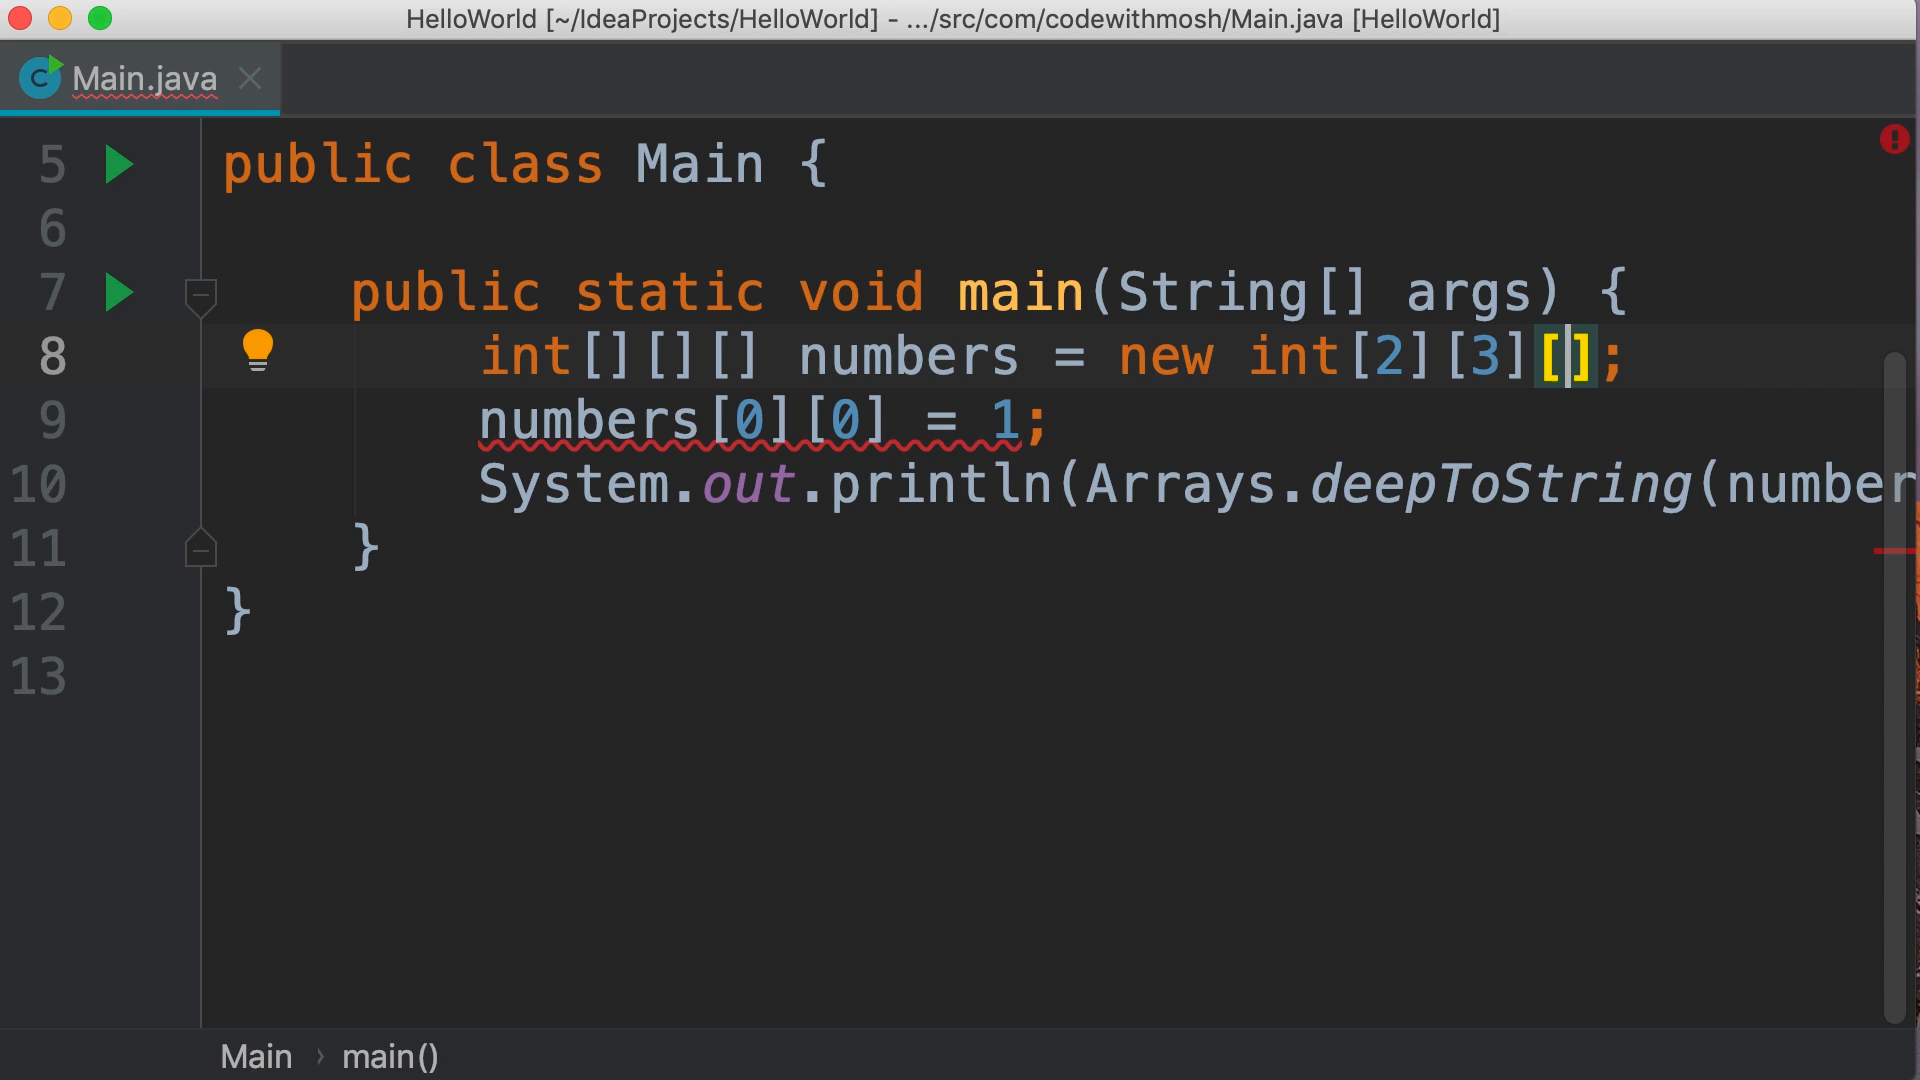 HelloWorld [~/IdeaProjects/HelloWorld] - .../src/com/codewithmosh/Main.java [HelloWorld]
C Main.java
5 public class Main {
6
7 public static void main(String[] args) {
8 int[][][] numbers = new int[2][3][];
9 numbers[0][0] = 1;
10 System.out.println(Arrays.deepToString(number
11 }
12 }
13
Main › main()